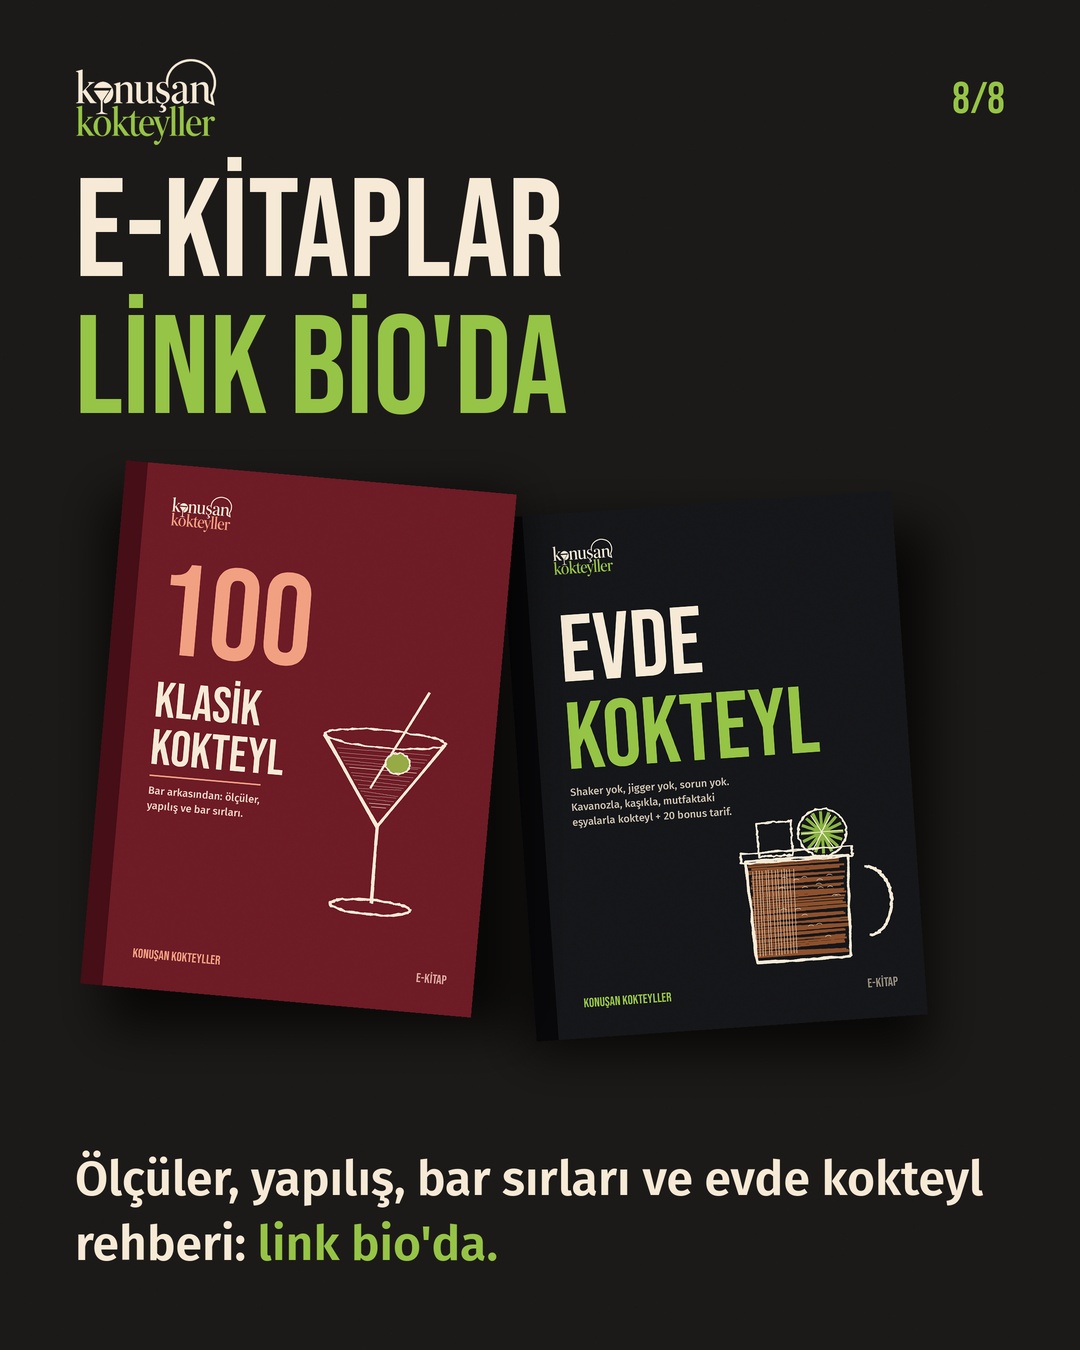 konuşan
kokteyller
8/8
E-KİTAPLAR
LİNK BİO'DA
konuşan
kokteyller
100
KLASİK
KOKTEYL
Bar arkasından: ölçüler,
yapılış ve bar sırları.
KONUŞAN KOKTEYLLER
E-KİTAP
konuşan
kokteyller
EVDE
KOKTEYL
Shaker yok, jigger yok, sorun yok.
Kavanozla, kaşıkla, mutfaktaki
eşyalarla kokteyl + 20 bonus tarif.
KONUŞAN KOKTEYLLER
E-KİTAP
Ölçüler, yapılış, bar sırları ve evde kokteyl
rehberi: link bio'da.